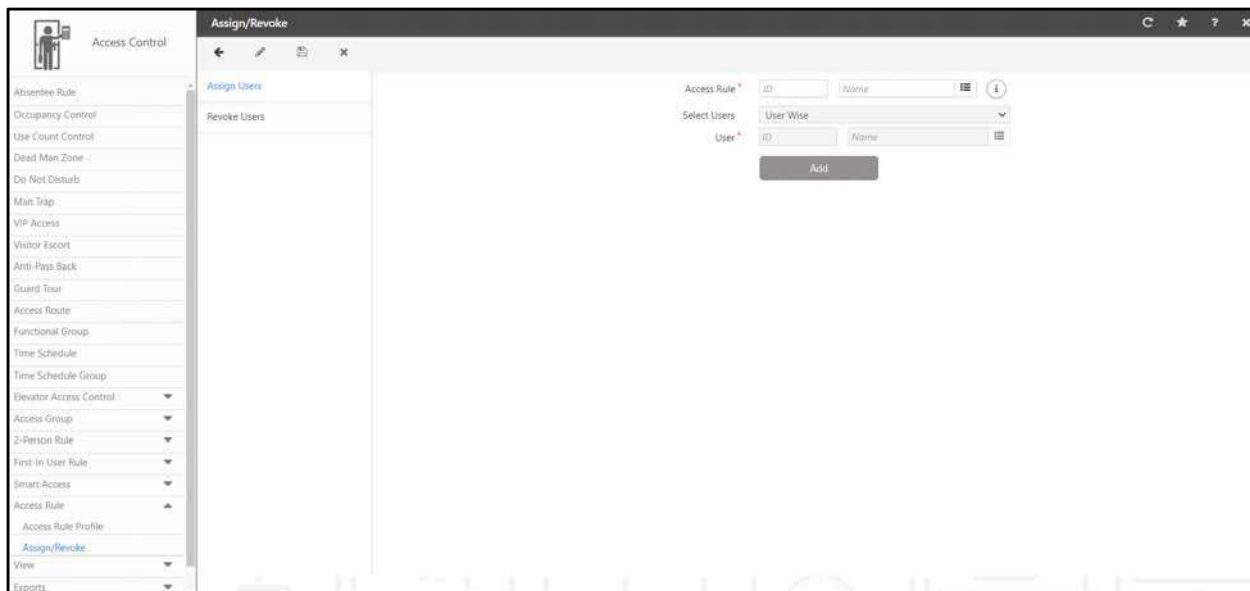 Access Control
Absentee Rule
Occupancy Control
Use Count Control
Dead Man Zone
Do Not Disturb
Man Trap
VIP Access
Visitor Escort
Anti-Pass Back
Guard Tour
Access Route
Functional Group
Time Schedule
Time Schedule Group
Elevator Access Control
Access Group
2-Person Rule
First-in User Rule
Smart Access
Access Rule
Access Rule Profile
Assign/Revoke
View
Exports
Assign/Revoke
?
Assign Users
Revoke Users
Access Rule * ID Name i
Select Users User Wise
User * ID Name
Add